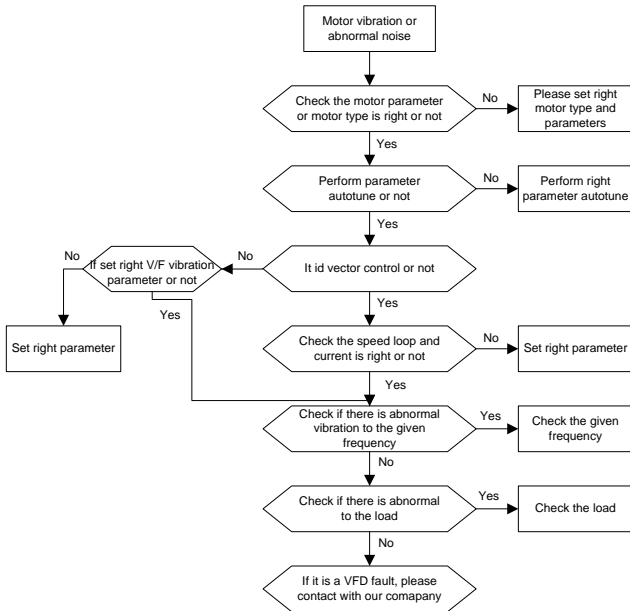 Motor vibration or
abnormal noise
Check the motor parameter
or motor type is right or not
No
Please set right
motor type and
parameters
Yes
Perform parameter
autotune or not
No
Perform right
parameter autotune
Yes
No
If set right V/F vibration
parameter or not
No
It id vector control or not
Yes
Yes
Set right parameter
Check the speed loop and
current is right or not
No
Set right parameter
Yes
Check if there is abnormal
vibration to the given
frequency
Yes
Check the given
frequency
No
Check if there is abnormal
to the load
Yes
Check the load
No
If it is a VFD fault, please
contact with our comapany